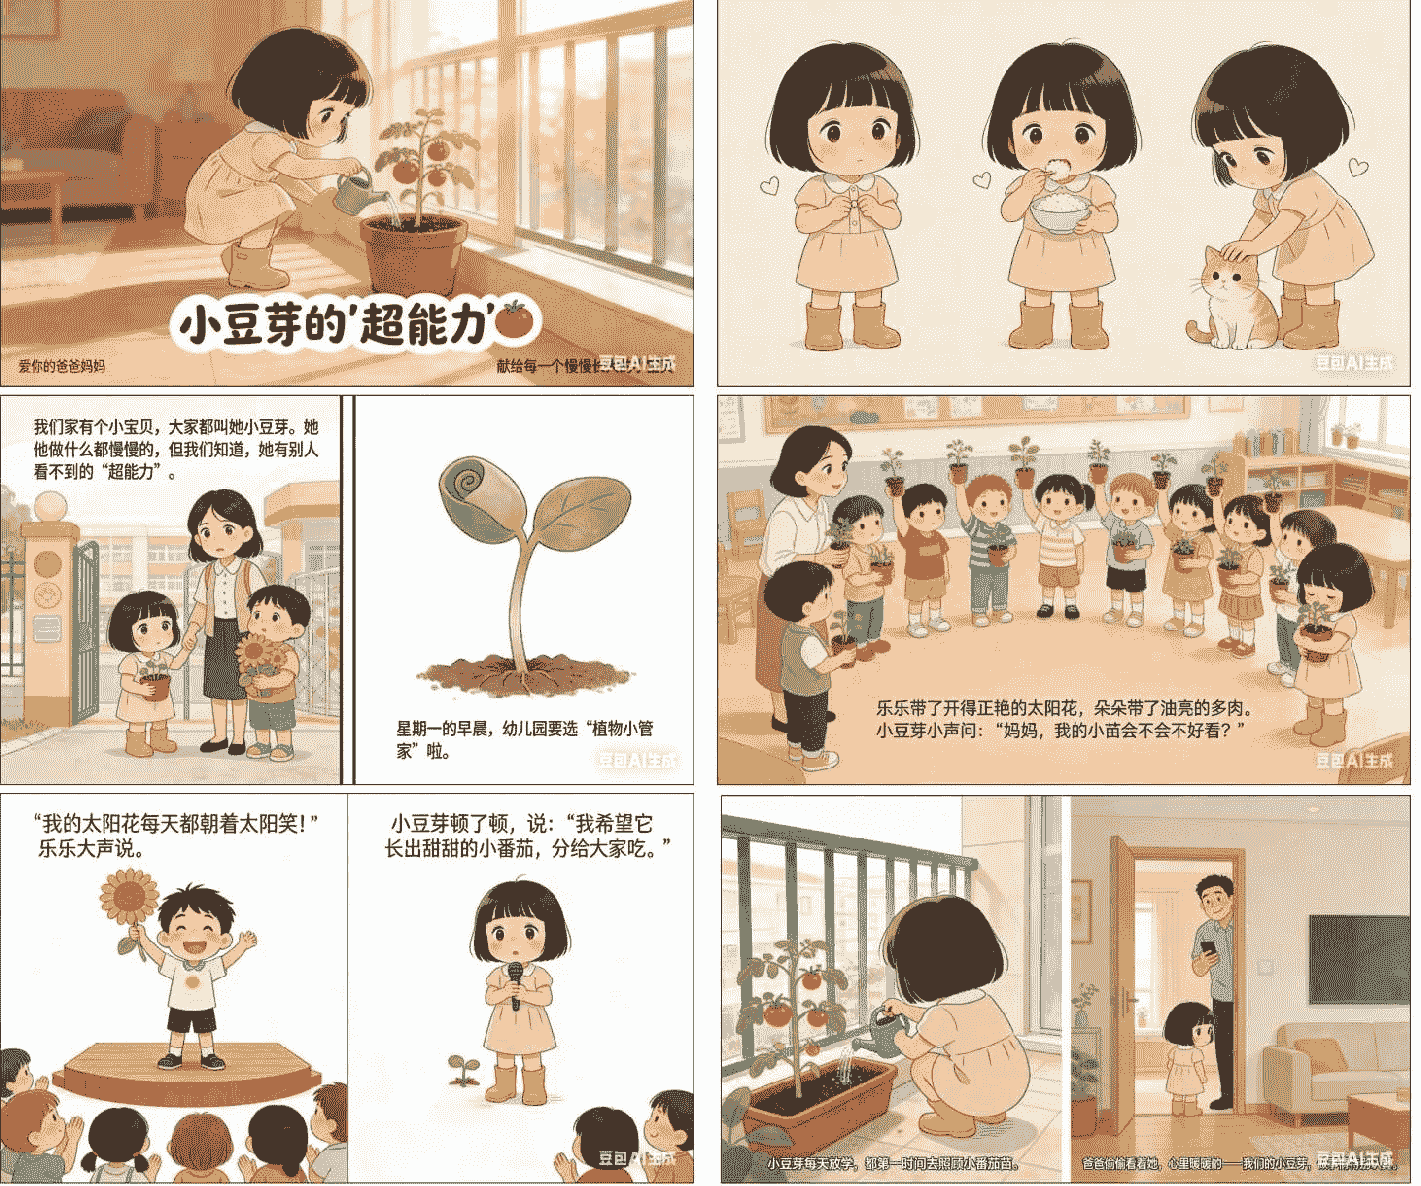 小豆芽的'超能力'
爱你的爸爸妈妈
献给每一个慢慢长
豆包AI生成
豆包AI生成
我们家有个小宝贝，大家都叫她小豆芽。她
他做什么都慢慢的，但我们知道，她有别人
看不到的“超能力”。
星期一的早晨，幼儿园要选“植物小管
家”啦。
豆包AI生成
乐乐带了开得正艳的太阳花，朵朵带了油亮的多肉。
小豆芽小声问：“妈妈，我的小苗会不会不好看？”
豆包AI生成
“我的太阳花每天都朝着太阳笑！”
乐乐大声说。
小豆芽顿了顿，说：“我希望它
长出甜甜的小番茄，分给大家吃。”
豆包AI生成
小豆芽每天放学，都第一时间去照顾小番茄苗。
爸爸偷偷看着她，心里暖暖的——我们的小豆芽，
豆包AI生成